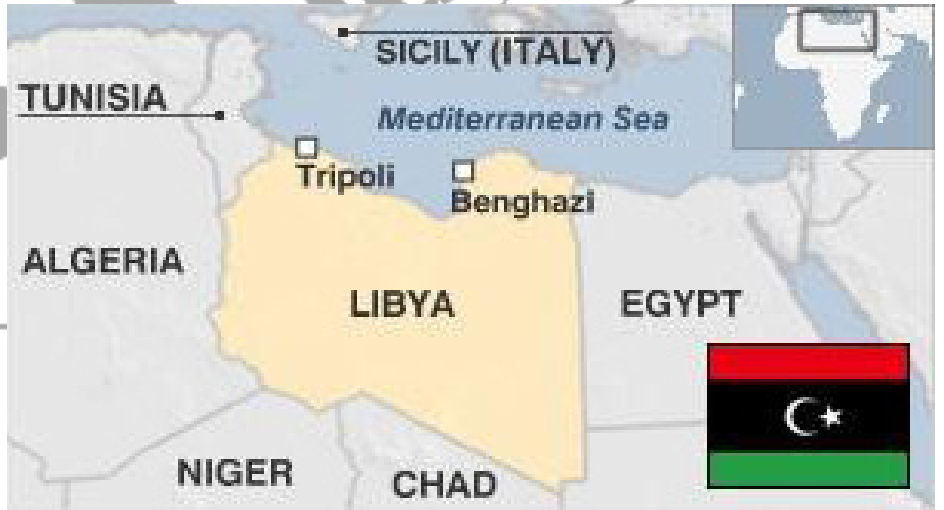 SICILY (ITALY)
TUNISIA
Mediterranean Sea
Tripoli
Benghazi
ALGERIA
LIBYA
EGYPT
NIGER
CHAD